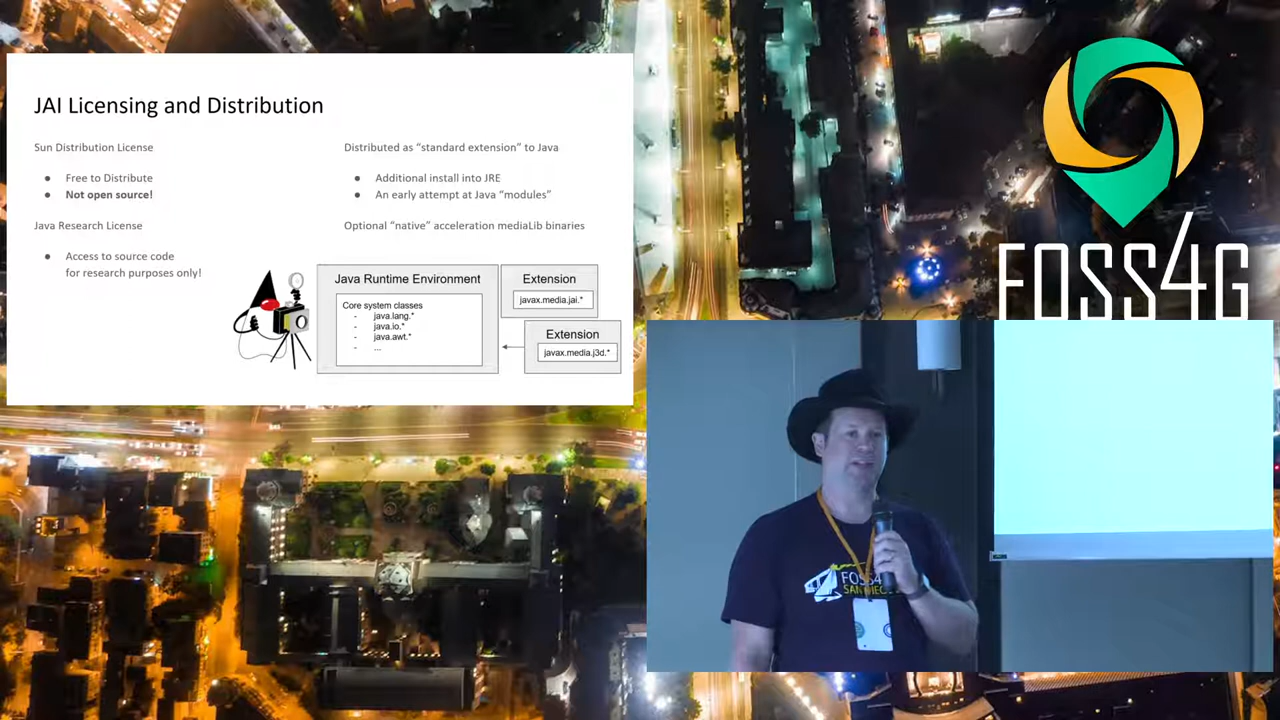 JAI Licensing and Distribution
Sun Distribution License
● Free to Distribute
● Not open source!
Java Research License
● Access to source code
for research purposes only!
Distributed as “standard extension” to Java
● Additional install into JRE
● An early attempt at Java “modules”
Optional “native” acceleration mediaLib binaries
Java Runtime Environment
Core system classes
- java.lang.*
- java.io.*
- java.awt.*
- ...
Extension
javax.media.jai.*
Extension
javax.media.j3d.*
FOSS4G
FOSS4
SAN DIEG